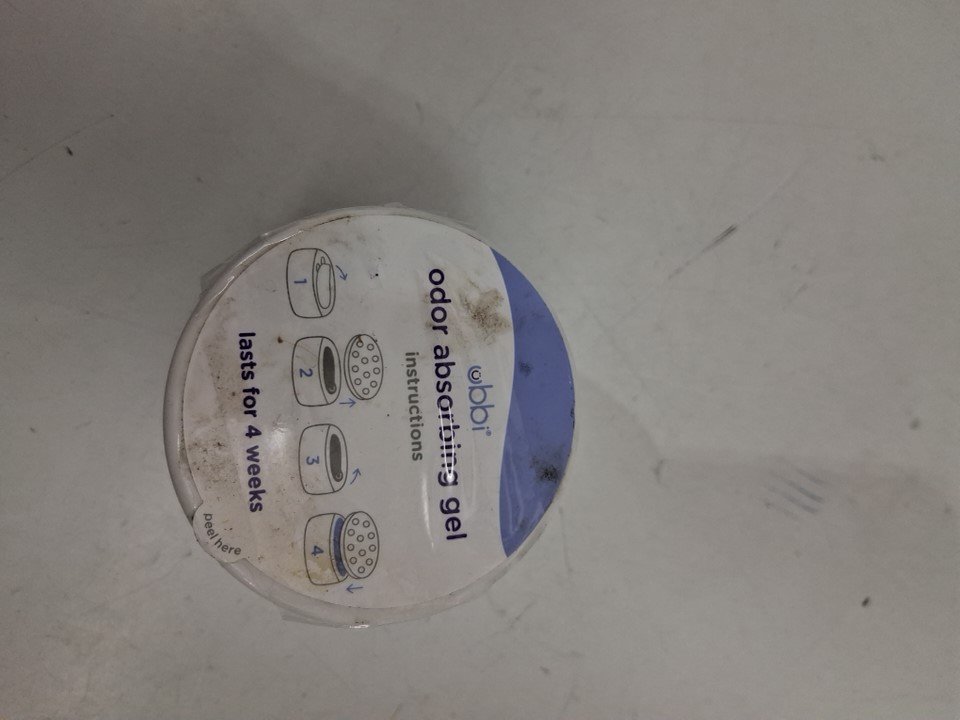 ubbi®
odor absorbing gel
instructions
1
2
3
4
lasts for 4 weeks
peel here